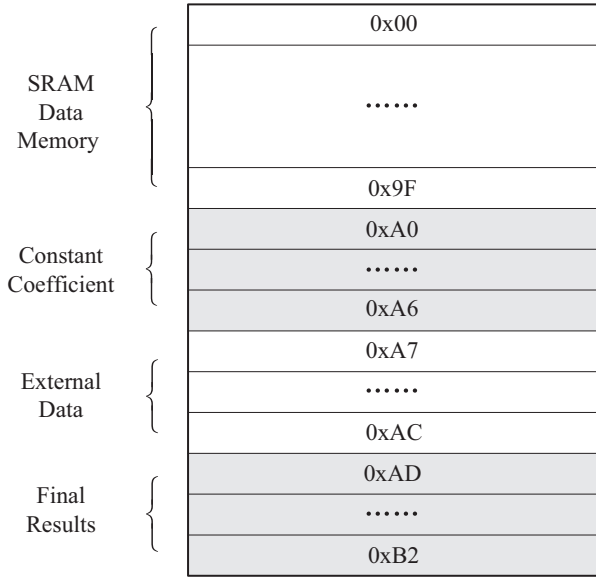 0x00
SRAM
Data
Memory
......
0x9F
0xA0
Constant
Coefficient
......
0xA6
0xA7
External
Data
......
0xAC
0xAD
Final
Results
......
0xB2